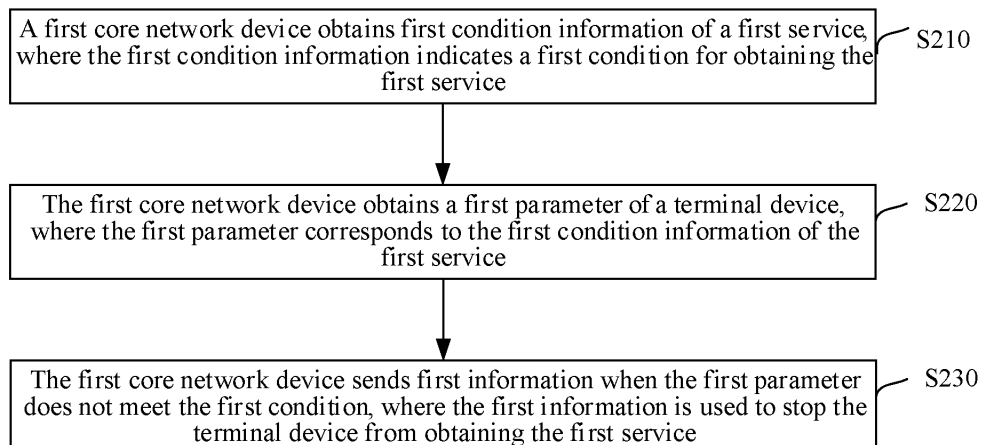 A first core network device obtains first condition information of a first service,
where the first condition information indicates a first condition for obtaining the
first service
S210
The first core network device obtains a first parameter of a terminal device,
where the first parameter corresponds to the first condition information of the
first service
S220
The first core network device sends first information when the first parameter
does not meet the first condition, where the first information is used to stop the
terminal device from obtaining the first service
S230